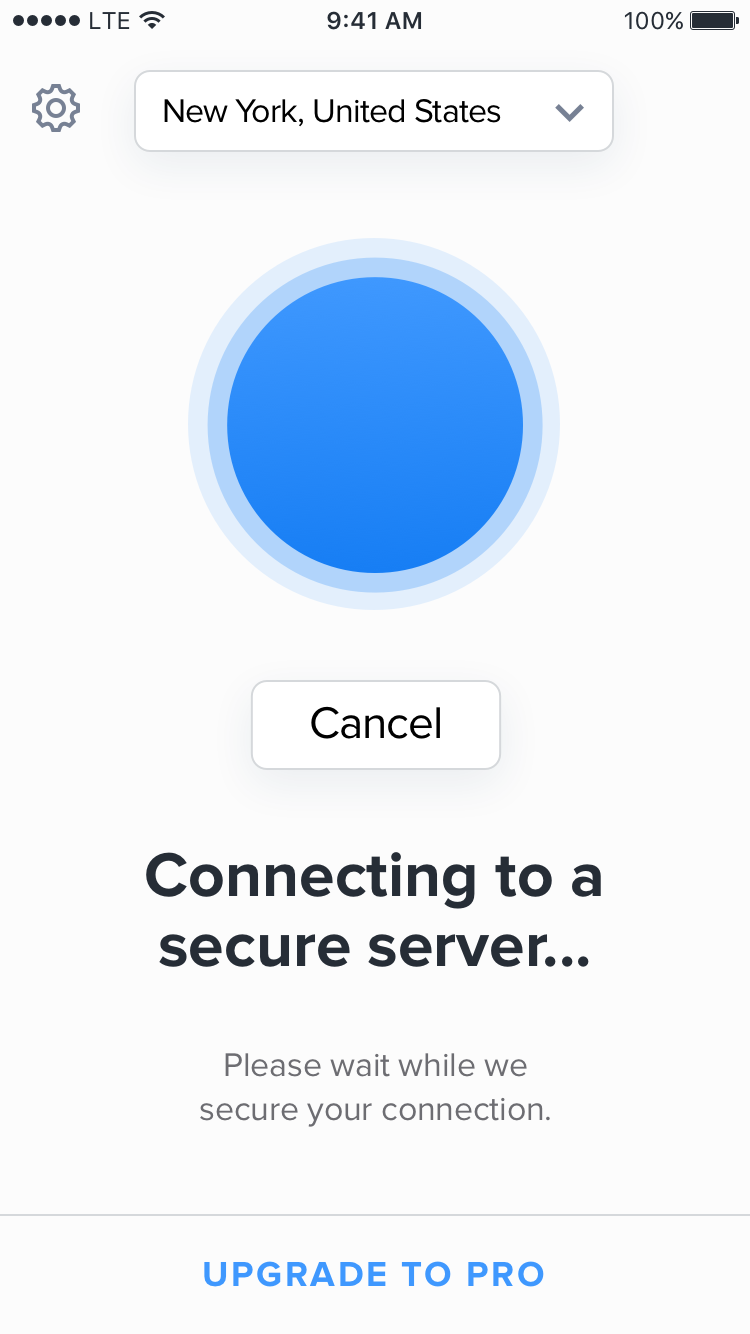 LTE 9:41 AM 100%
New York, United States
Cancel
Connecting to a
secure server...
Please wait while we
secure your connection.
UPGRADE TO PRO